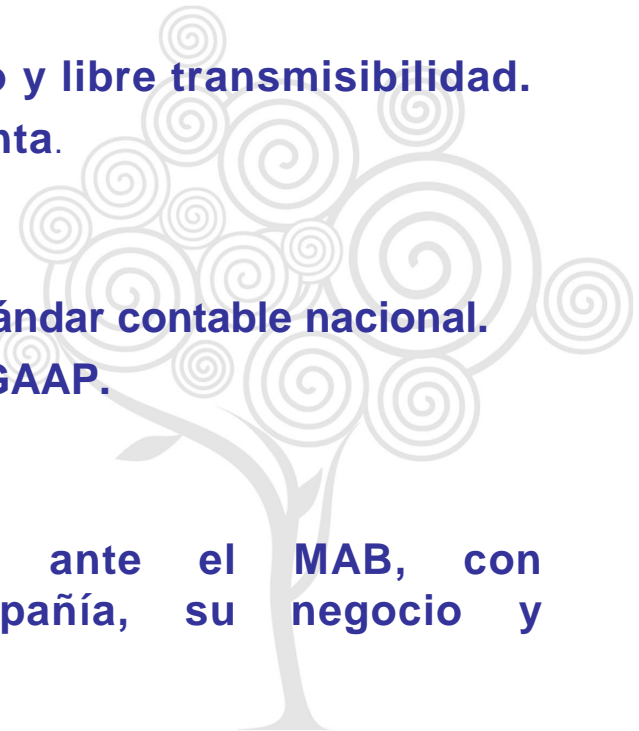 o y libre transmisibilidad.
nta.
ándar contable nacional.
GAAP.
ante el MAB, con
pañía, su negocio y